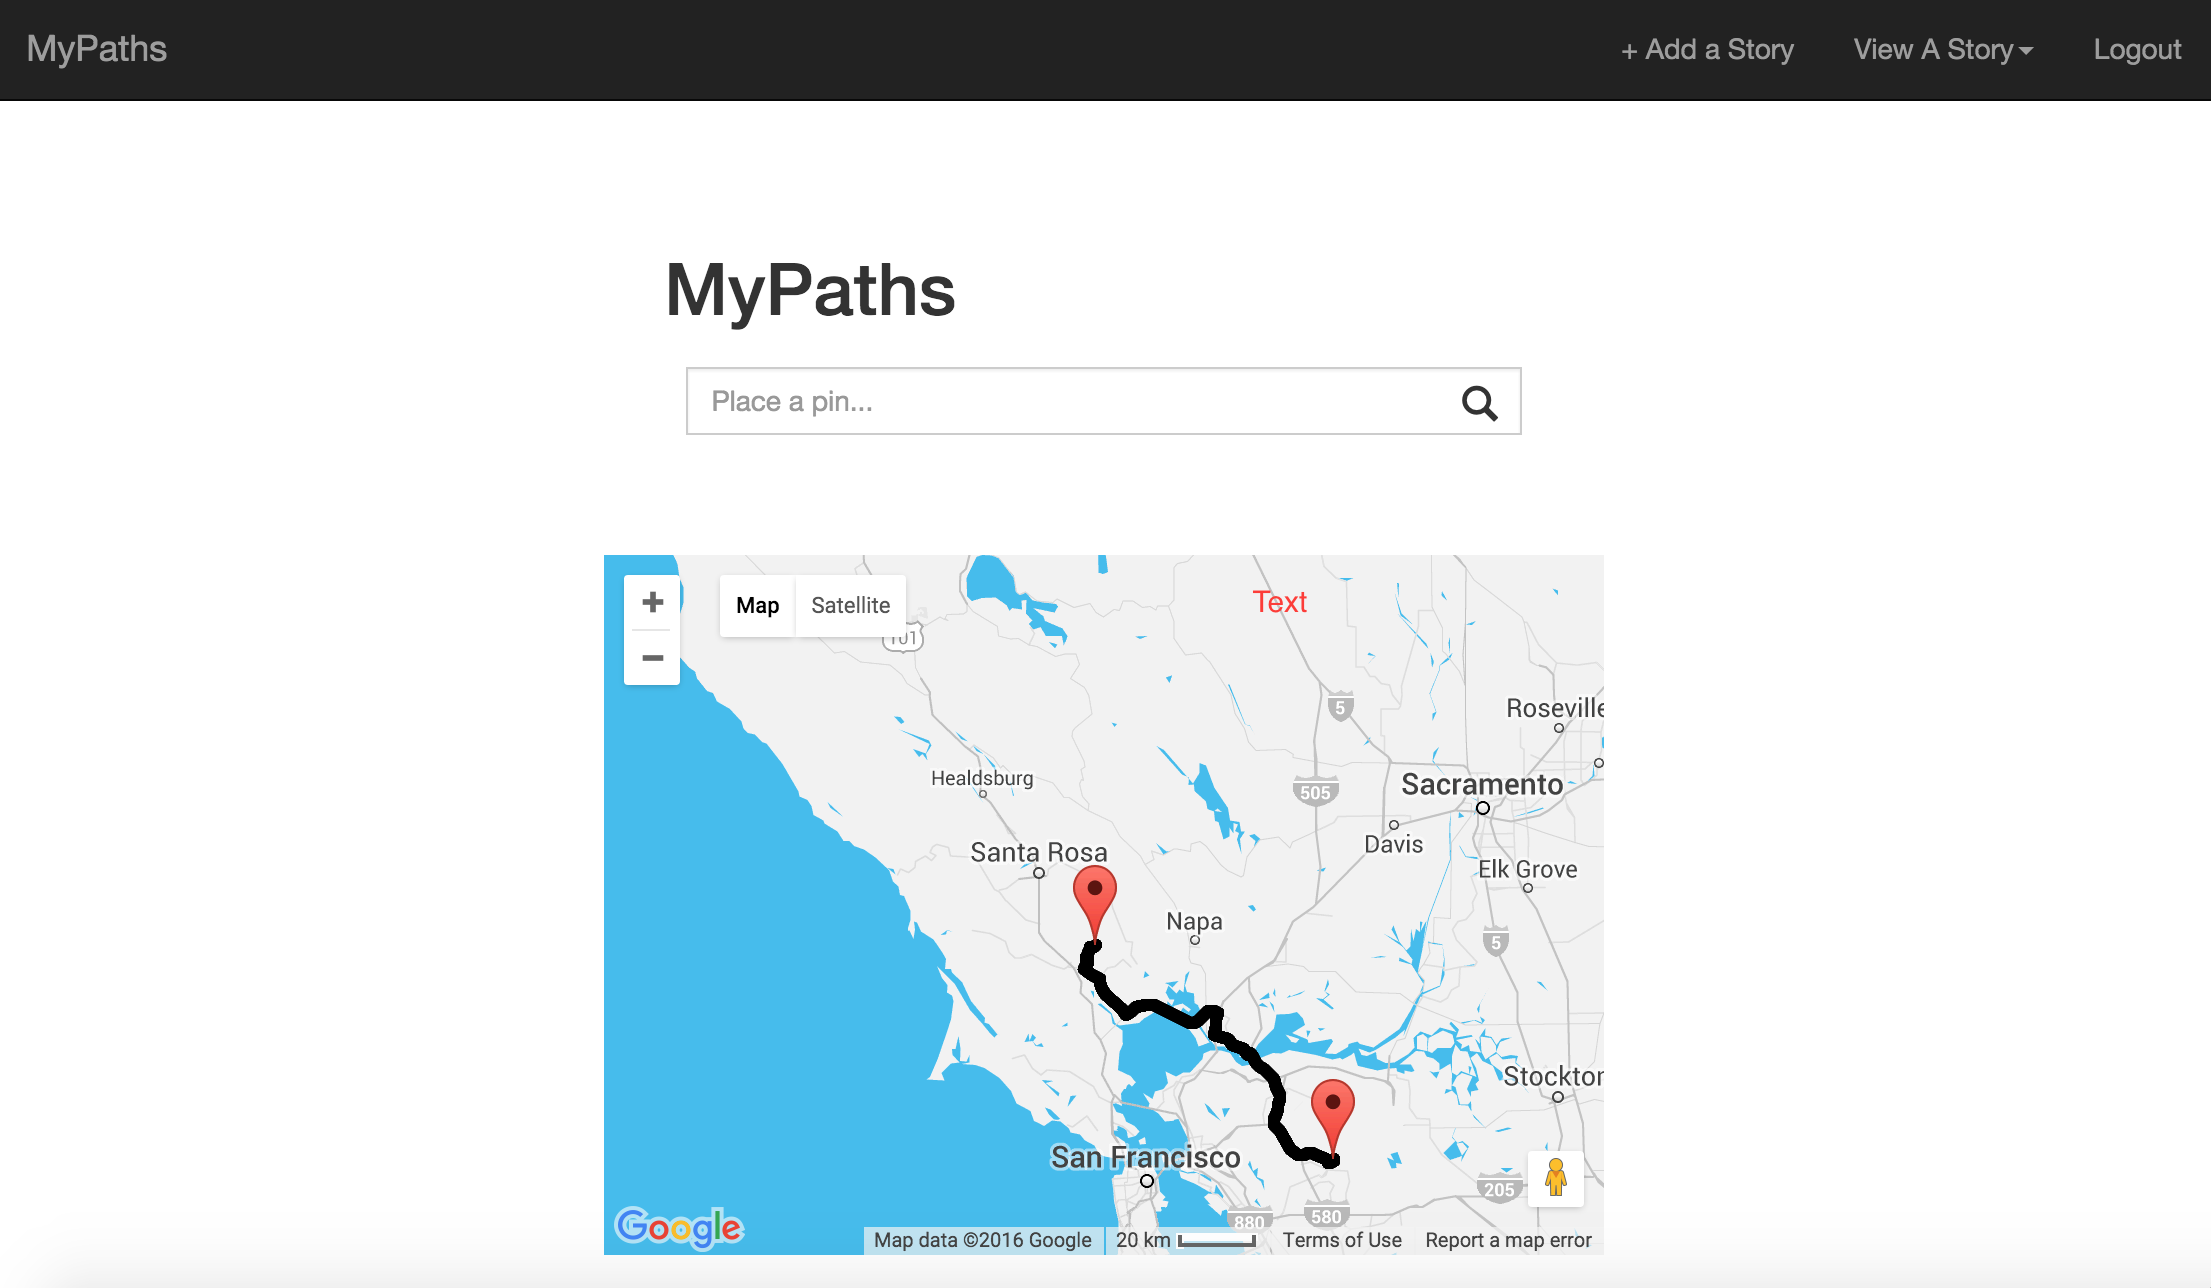 MyPaths
+ Add a Story
View A Story
Logout
MyPaths
Place a pin...
Map
Satellite
Text
101
5
Roseville
Healdsburg
505
Sacramento
Santa Rosa
Davis
Elk Grove
Napa
5
Stockton
San Francisco
205
880
580
Google
Map data ©2016 Google
20 km
Terms of Use
Report a map error